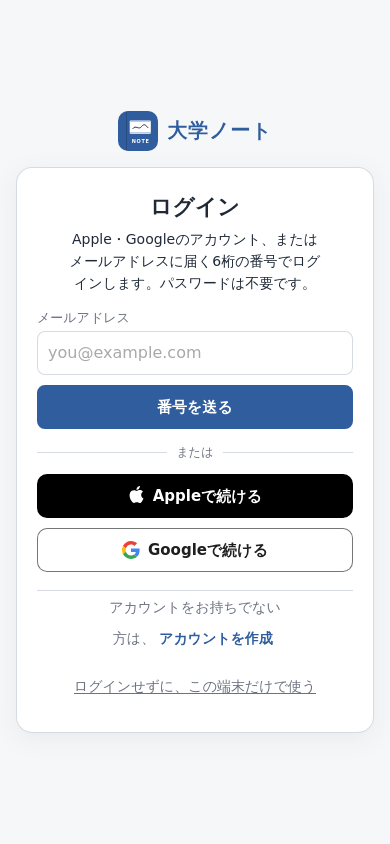 NOTE
大学ノート
ログイン
Apple・Googleのアカウント、または
メールアドレスに届く6桁の番号でログ
インします。パスワードは不要です。
メールアドレス
you@example.com
番号を送る
または
Appleで続ける
Googleで続ける
アカウントをお持ちでない
方は、 アカウントを作成
ログインせずに、この端末だけで使う